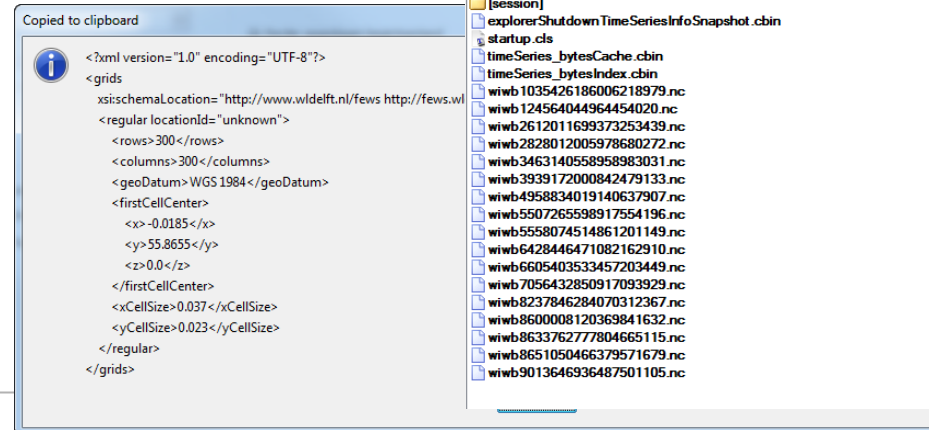 Copied to clipboard
<?xml version="1.0" encoding="UTF-8"?>
<grids
xsi:schemaLocation="http://www.wldelft.nl/fews http://fews.wl
<regular locationId="unknown">
<rows>300</rows>
<columns>300</columns>
<geoDatum>WGS 1984</geoDatum>
<firstCellCenter>
<x>-0.0185</x>
<y>55.8655</y>
<z>0.0</z>
</firstCellCenter>
<xCellSize>0.037</xCellSize>
<yCellSize>0.023</yCellSize>
</regular>
</grids>
[session]
explorerShutdownTimeSeriesInfoSnapshot.cbin
startup.cls
timeSeries_bytesCache.cbin
timeSeries_bytesIndex.cbin
wiwb1035426186006218979.nc
wiwb124564044964454020.nc
wiwb2612011699373253439.nc
wiwb2828012005978680272.nc
wiwb3463140558958983031.nc
wiwb3939172000842479133.nc
wiwb4958834019140637907.nc
wiwb5507265598917554196.nc
wiwb5558074514861201149.nc
wiwb6428446471082162910.nc
wiwb6605403533457203449.nc
wiwb7056432850917093929.nc
wiwb8237846284070312367.nc
wiwb8600008120369841632.nc
wiwb8633762777804665115.nc
wiwb8651050466379571679.nc
wiwb9013646936487501105.nc